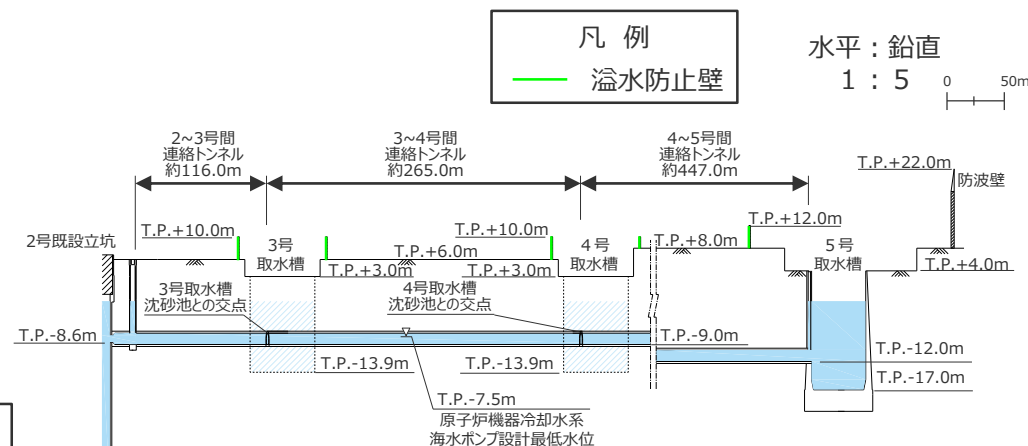 凡 例
溢水防止壁
水平：鉛直
1：5
0 50m
2~3号間
連絡トンネル
約116.0m
3~4号間
連絡トンネル
約265.0m
4~5号間
連絡トンネル
約447.0m
T.P.+22.0m
防波壁
2号既設立坑
T.P.+10.0m
3号
取水槽
T.P.+10.0m
4号
取水槽
T.P.+12.0m
5号
取水槽
T.P.+6.0m
T.P.+8.0m
T.P.+3.0m
T.P.+3.0m
T.P.+4.0m
3号取水槽
沈砂池との交点
4号取水槽
沈砂池との交点
T.P.-8.6m
T.P.-9.0m
T.P.-13.9m
T.P.-13.9m
T.P.-12.0m
T.P.-17.0m
T.P.-7.5m
原子炉機器冷却水系
海水ポンプ設計最低水位